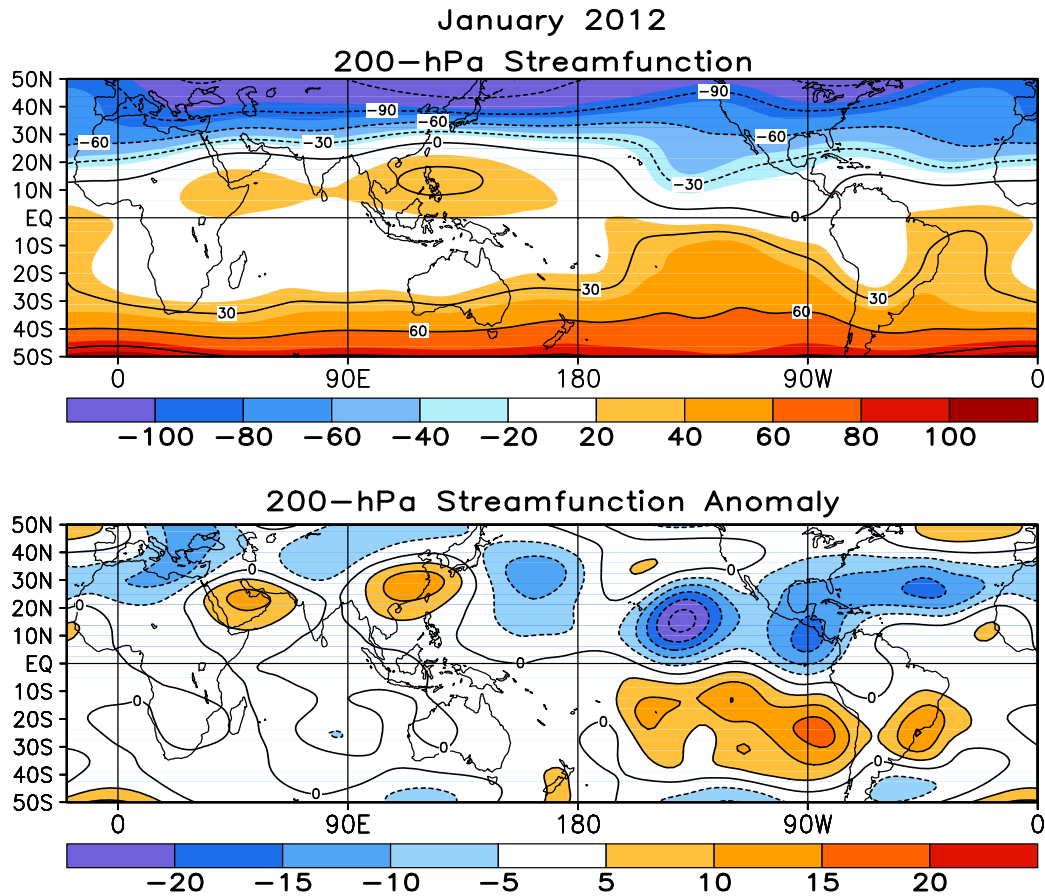 January 2012
200-hPa Streamfunction
50N
-90
40N
-90
-60
30N
-60
-30
0
-60
20N
10N
-30
EQ
0
10S
20S
30
30
30S
30
60
40S
60
50S
0 90E 180 90W 0
-100 -80 -60 -40 -20 20 40 60 80 100
200-hPa Streamfunction Anomaly
50N
40N
0 0
30N
20N
0
10N
EQ
0
10S
0 0
20S
0
30S
0
0
40S
0
50S
0 90E 180 90W 0
-20 -15 -10 -5 5 10 15 20